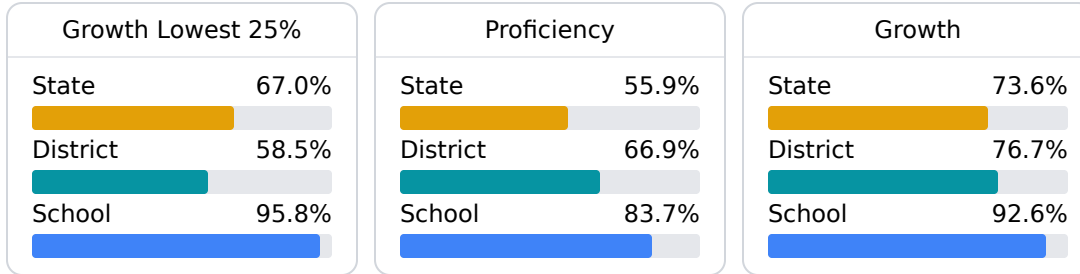 Growth Lowest 25%
State 67.0%
District 58.5%
School 95.8%
Proficiency
State 55.9%
District 66.9%
School 83.7%
Growth
State 73.6%
District 76.7%
School 92.6%